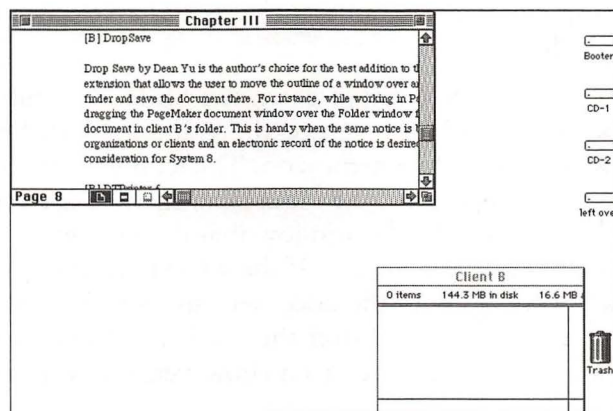 Chapter III
[B] DropSave
Drop Save by Dean Yu is the author's choice for the best addition to
extension that allows the user to move the outline of a window over
finder and save the document there. For instance, while working in
dragging the PageMaker document window over the Folder window
document in client B's folder. This is handy when the same notice is
organizations or clients and an electronic record of the notice is desire
consideration for System 8.
Page 8
Booter
CD-1
CD-2
left ove
Client B
0 items 144.3 MB in disk 16.6 MB
Trash